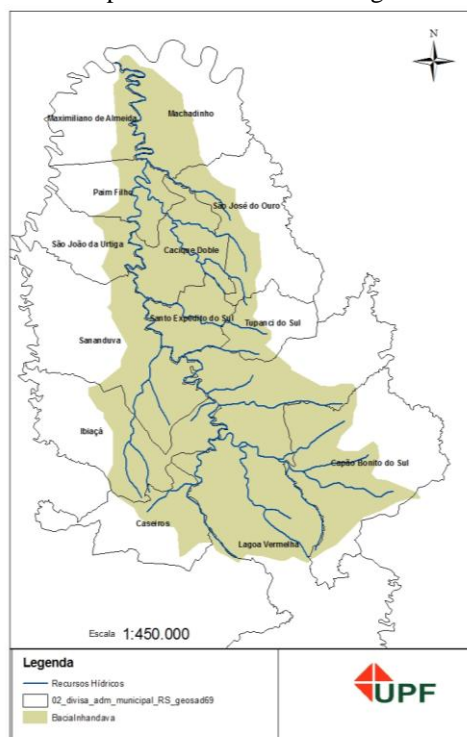 N
Maximiliano de Almeida
Machadinho
Paim Filho
São José do Ouro
São João da Urtiga
Cacique Doble
Santo Expedito do Sul
Tupanci do Sul
Sananduva
Ibiaçá
Capão Bonito do Sul
Caseiros
Lagoa Vermelha
Escala 1:450.000
Legenda
Recursos Hídricos
02_divisa_adm_municipal_RS_geosad69
BaciaInhandava
UPF